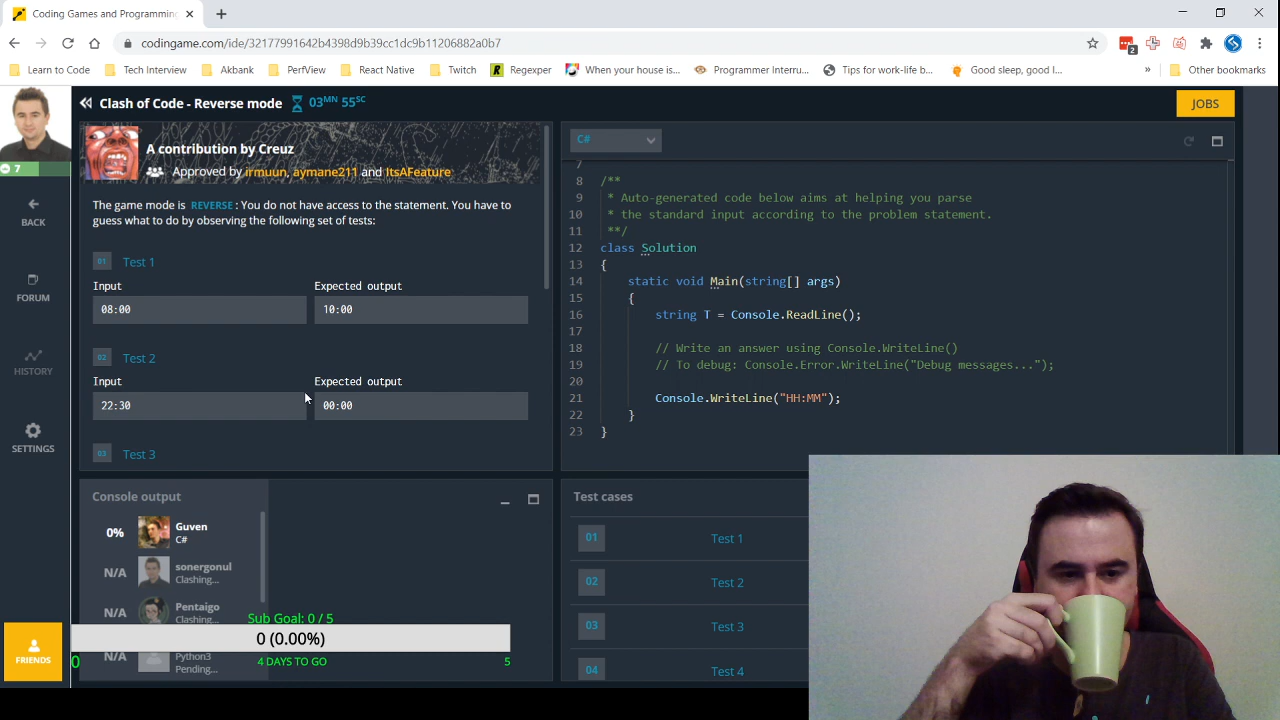 Coding Games and Programming
codingame.com/ide/32177991642b4398d9b39cc1dc9b11206882a0b7
2
Learn to Code
Tech Interview
Akbank
PerfView
React Native
Twitch
R Regexper
When your house is...
Programmer Interru...
Tips for work-life b...
Good sleep, good l...
»
Other bookmarks
Clash of Code - Reverse mode
03MN 55SC
JOBS
7
BACK
FORUM
HISTORY
SETTINGS
FRIENDS
A contribution by Creuz
Approved by irmuun, aymane211 and ItsAFeature
The game mode is REVERSE: You do not have access to the statement. You have to
guess what to do by observing the following set of tests:
01 Test 1
Input Expected output
08:00 10:00
02 Test 2
Input Expected output
22:30 00:00
03 Test 3
C#
7
8 /**
9 * Auto-generated code below aims at helping you parse
10 * the standard input according to the problem statement.
11 **/
12 class Solution
13 {
14 static void Main(string[] args)
15 {
16 string T = Console.ReadLine();
17
18 // Write an answer using Console.WriteLine()
19 // To debug: Console.Error.WriteLine("Debug messages...");
20
21 Console.WriteLine("HH:MM");
22 }
23 }
Console output
0% Guven
C#
N/A sonergonul
Clashing...
N/A Pentaigo
Clashing...
N/A
Python3
Pending...
Sub Goal: 0 / 5
0 (0.00%)
0 4 DAYS TO GO 5
Test cases
01 Test 1
02 Test 2
03 Test 3
04 Test 4